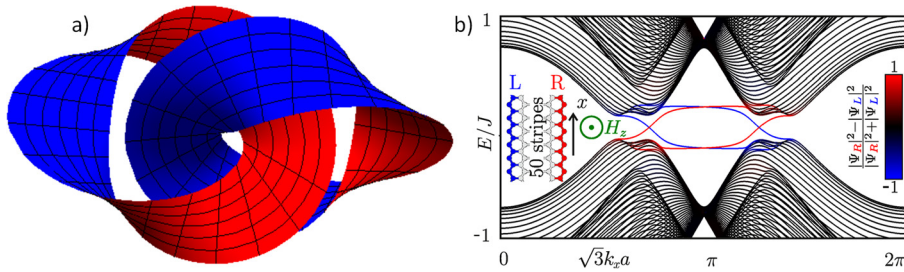 a)
b)
1
E/J
-1
L
R
50 stripes
x
H_z
1
|Ψ_R|²−|Ψ_L|²
|Ψ_R|²+|Ψ_L|²
-1
0
√3k_xa
π
2π